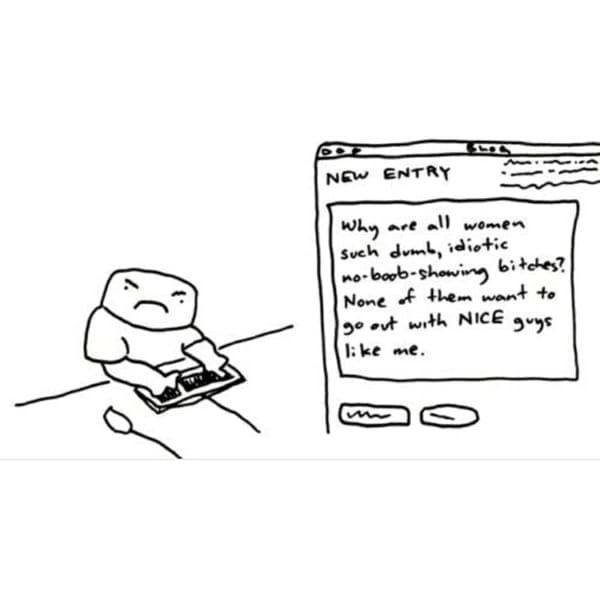 BLOG
NEW ENTRY
Why are all women
such dumb, idiotic
no-boob-showing bitches?
None of them want to
go out with NICE guys
like me.